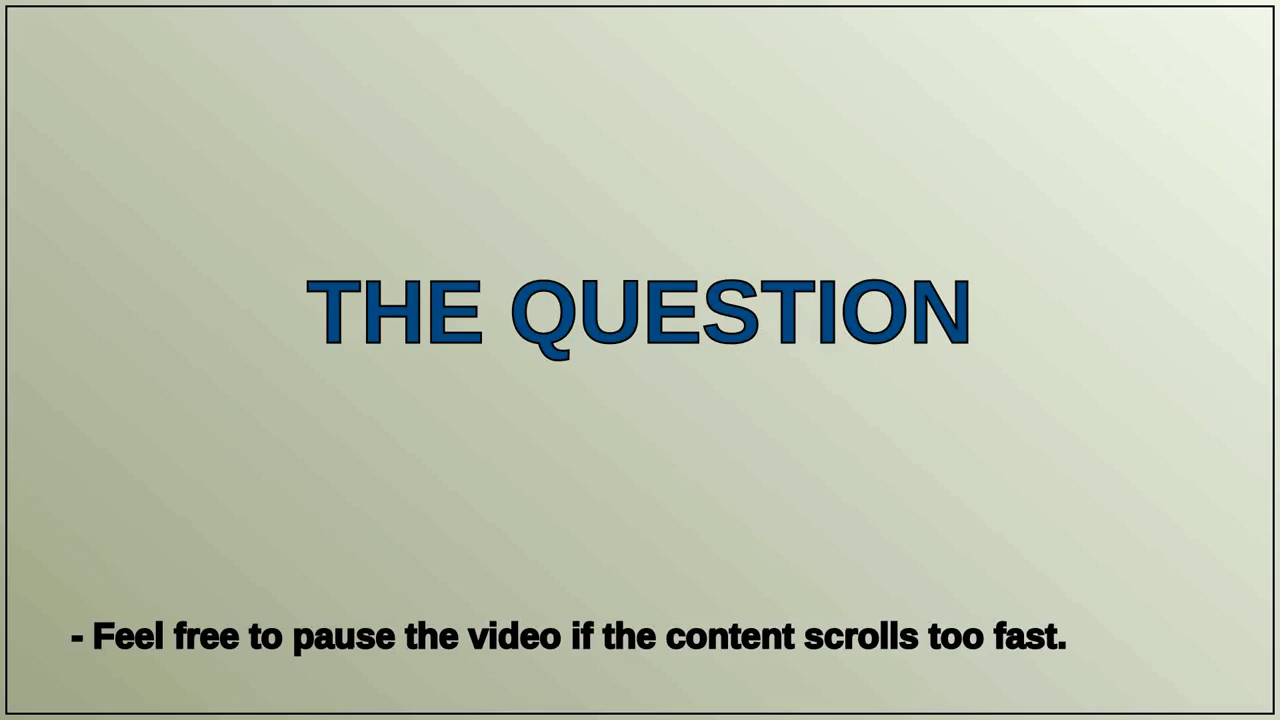 THE QUESTION
- Feel free to pause the video if the content scrolls too fast.